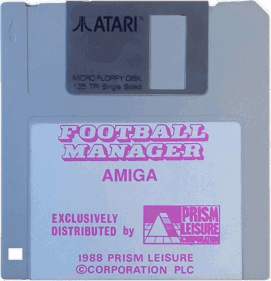 ATARI
MICRO FLOPPY DISK
135 TPI Single Sided
FOOTBALL
MANAGER
AMIGA
EXCLUSIVELY
DISTRIBUTED by
PRISM
LEISURE
CORPORATION
1988 PRISM LEISURE
©CORPORATION PLC